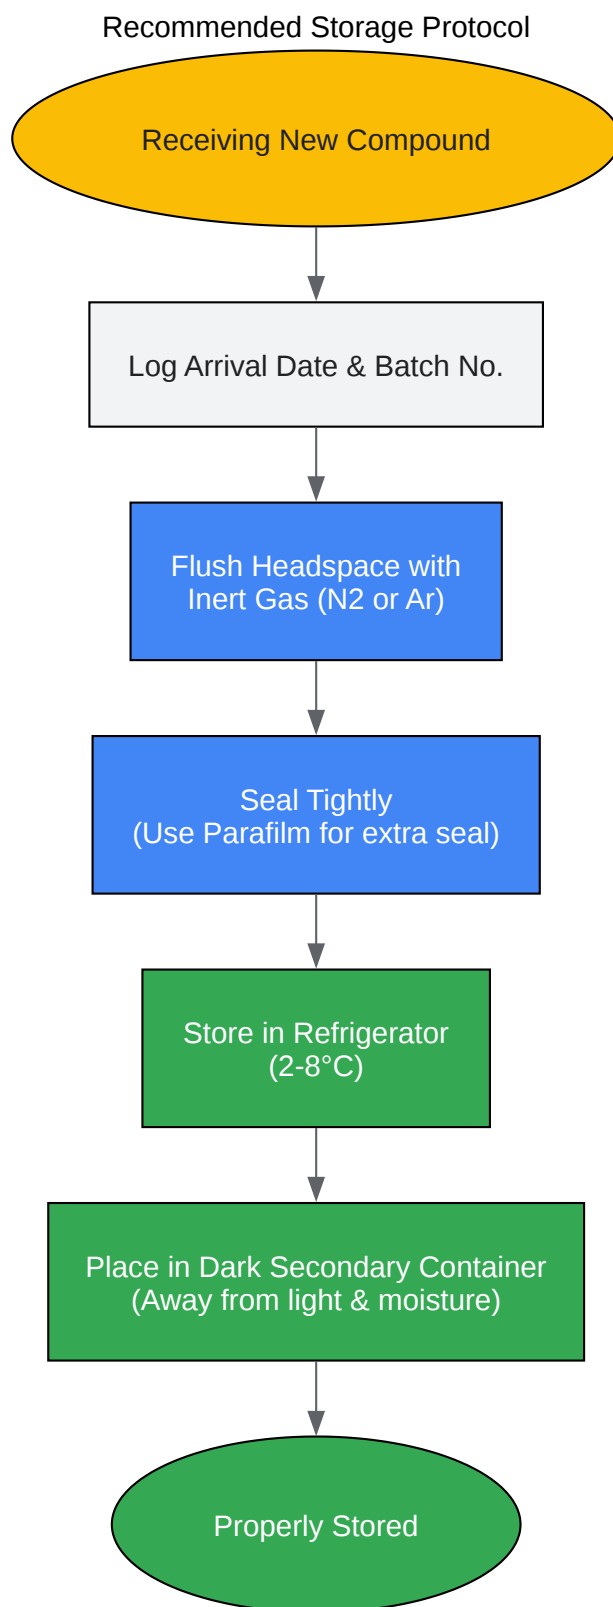 Recommended Storage Protocol
Receiving New Compound
Log Arrival Date & Batch No.
Flush Headspace with
Inert Gas (N2 or Ar)
Seal Tightly
(Use Parafilm for extra seal)
Store in Refrigerator
(2-8°C)
Place in Dark Secondary Container
(Away from light & moisture)
Properly Stored